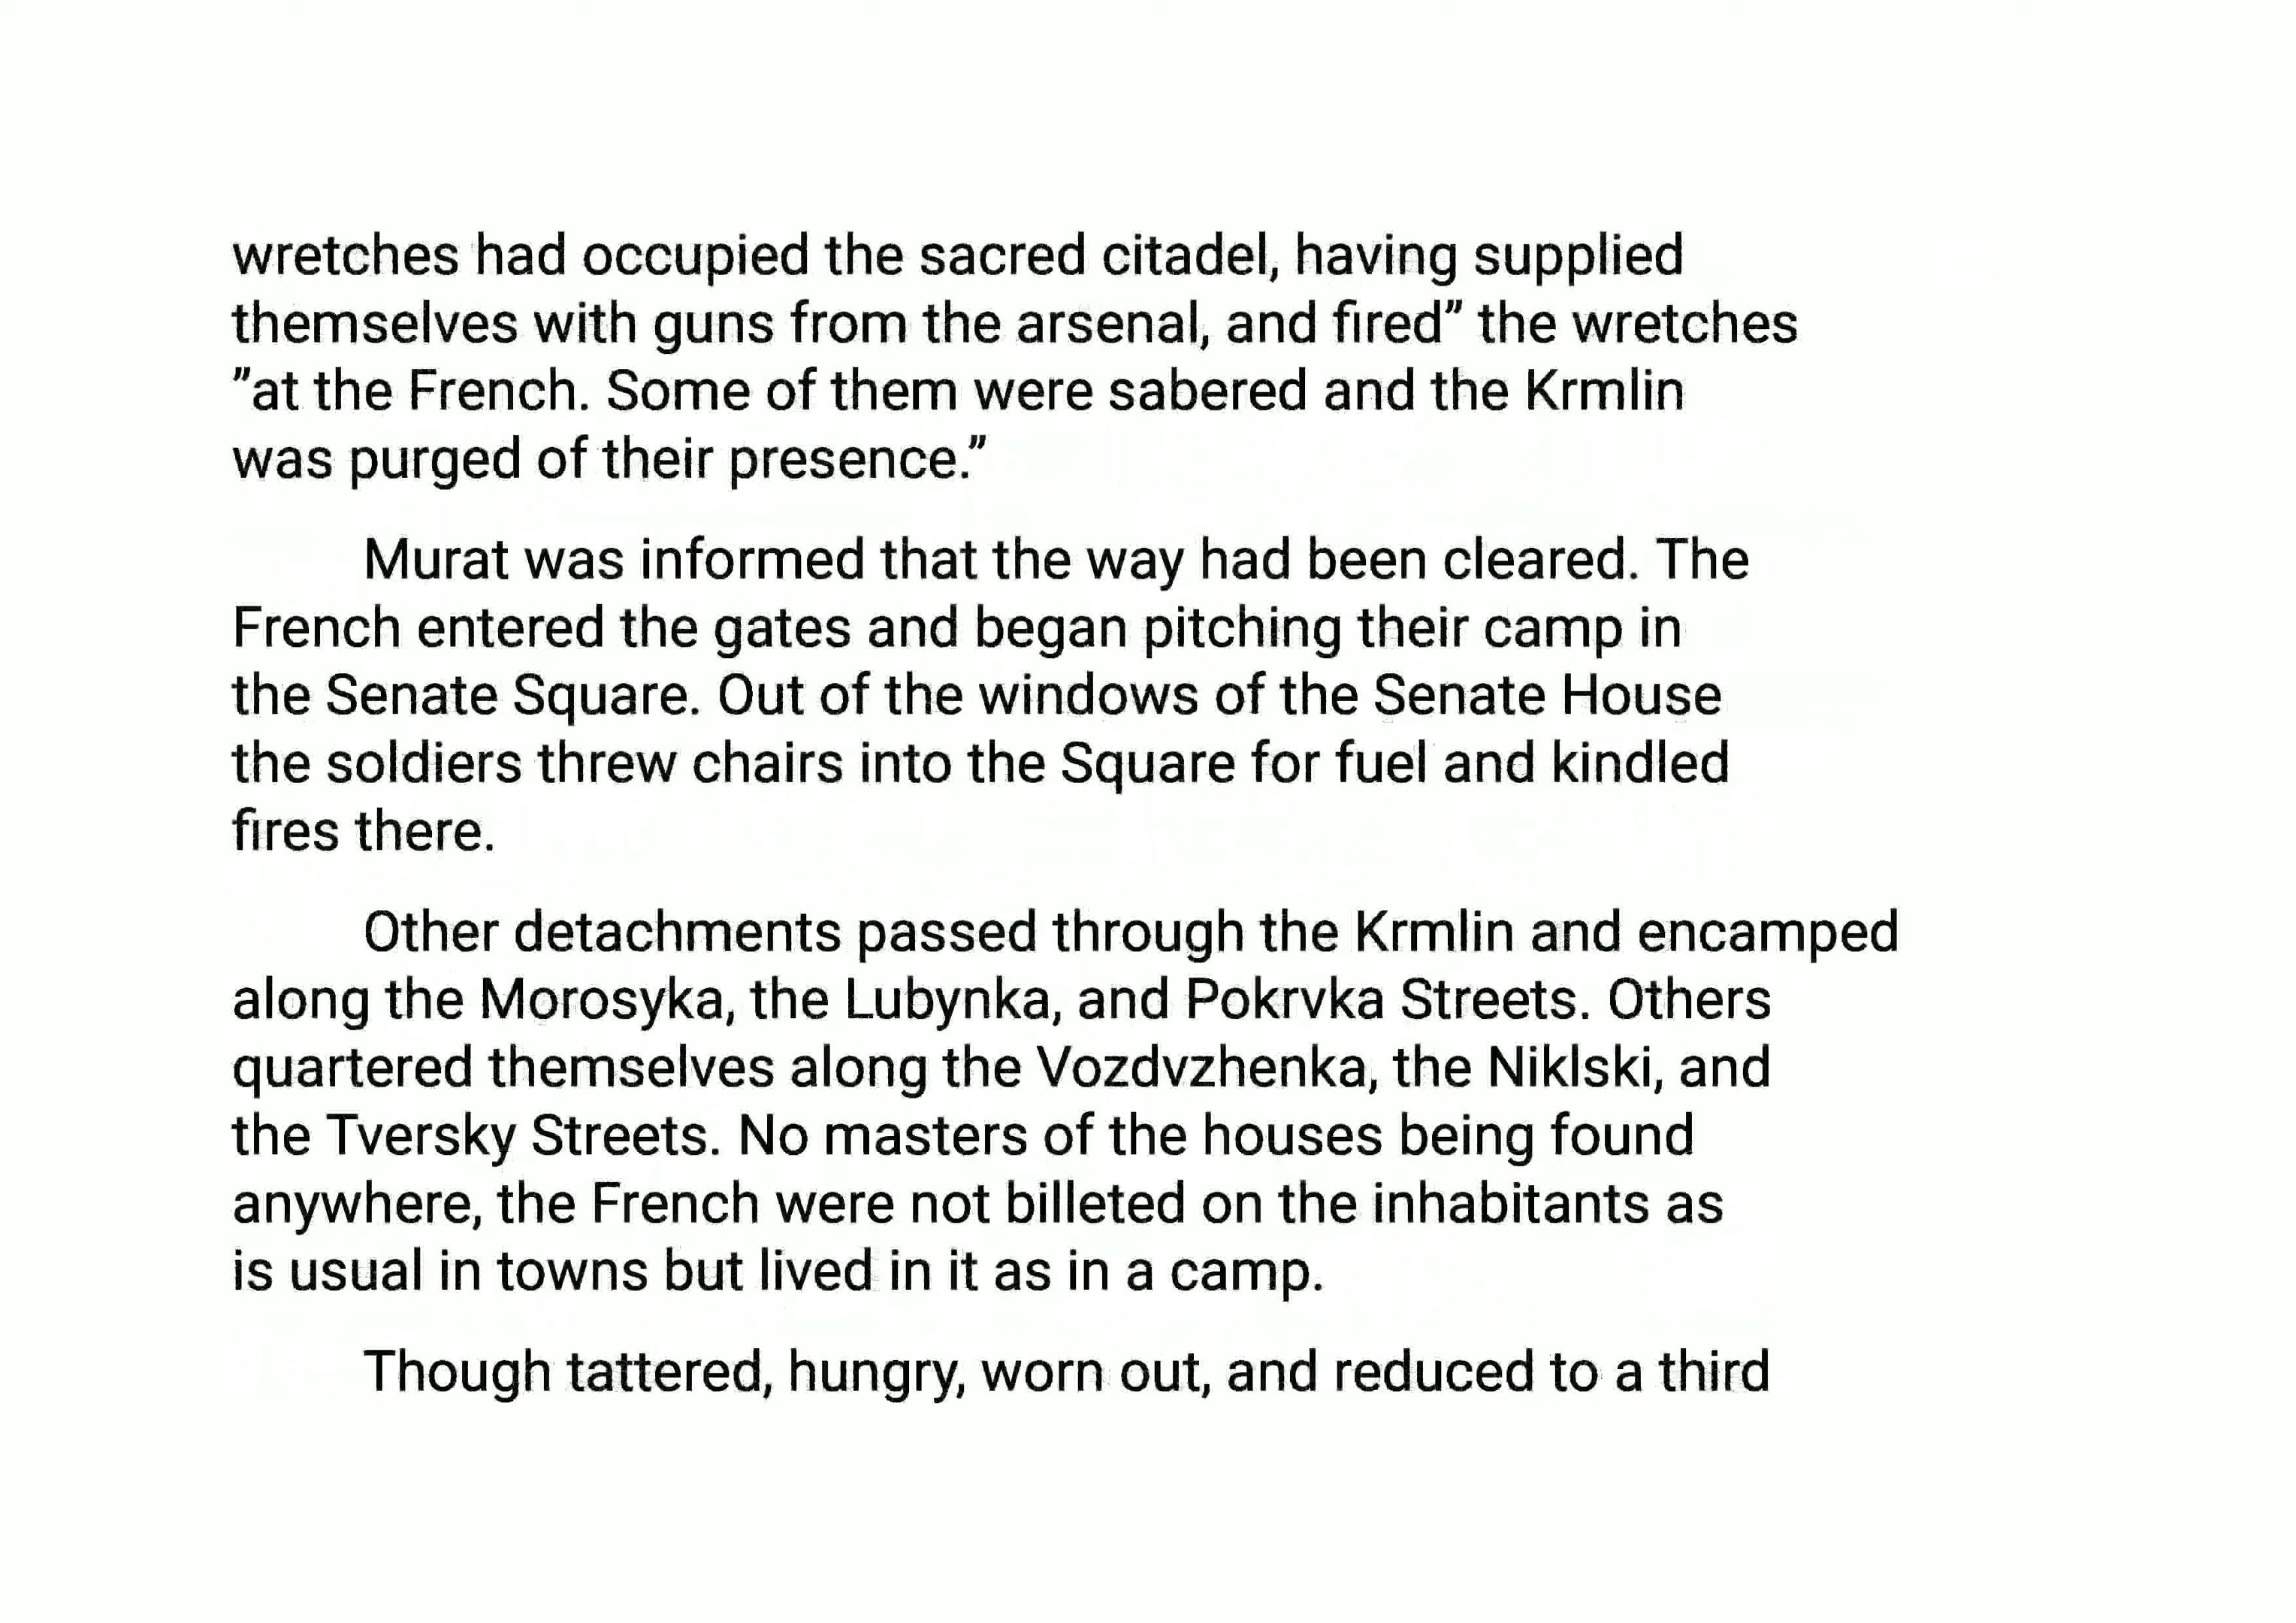 wretches had occupied the sacred citadel, having supplied
themselves with guns from the arsenal, and fired” the wretches
”at the French. Some of them were sabered and the Krmlin
was purged of their presence.”
Murat was informed that the way had been cleared. The
French entered the gates and began pitching their camp in
the Senate Square. Out of the windows of the Senate House
the soldiers threw chairs into the Square for fuel and kindled
fires there.
Other detachments passed through the Krmlin and encamped
along the Morosyka, the Lubynka, and Pokrvka Streets. Others
quartered themselves along the Vozdvzhenka, the Niklski, and
the Tversky Streets. No masters of the houses being found
anywhere, the French were not billeted on the inhabitants as
is usual in towns but lived in it as in a camp.
Though tattered, hungry, worn out, and reduced to a third